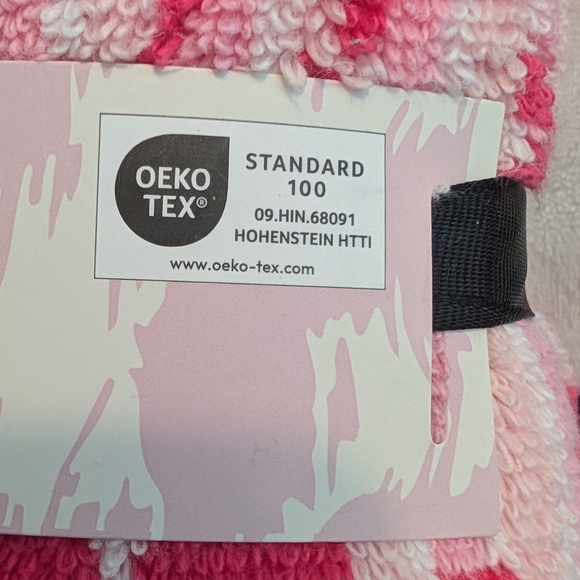 OEKO
TEX®
STANDARD
100
09.HIN.68091
HOHENSTEIN HTTI
www.oeko-tex.com